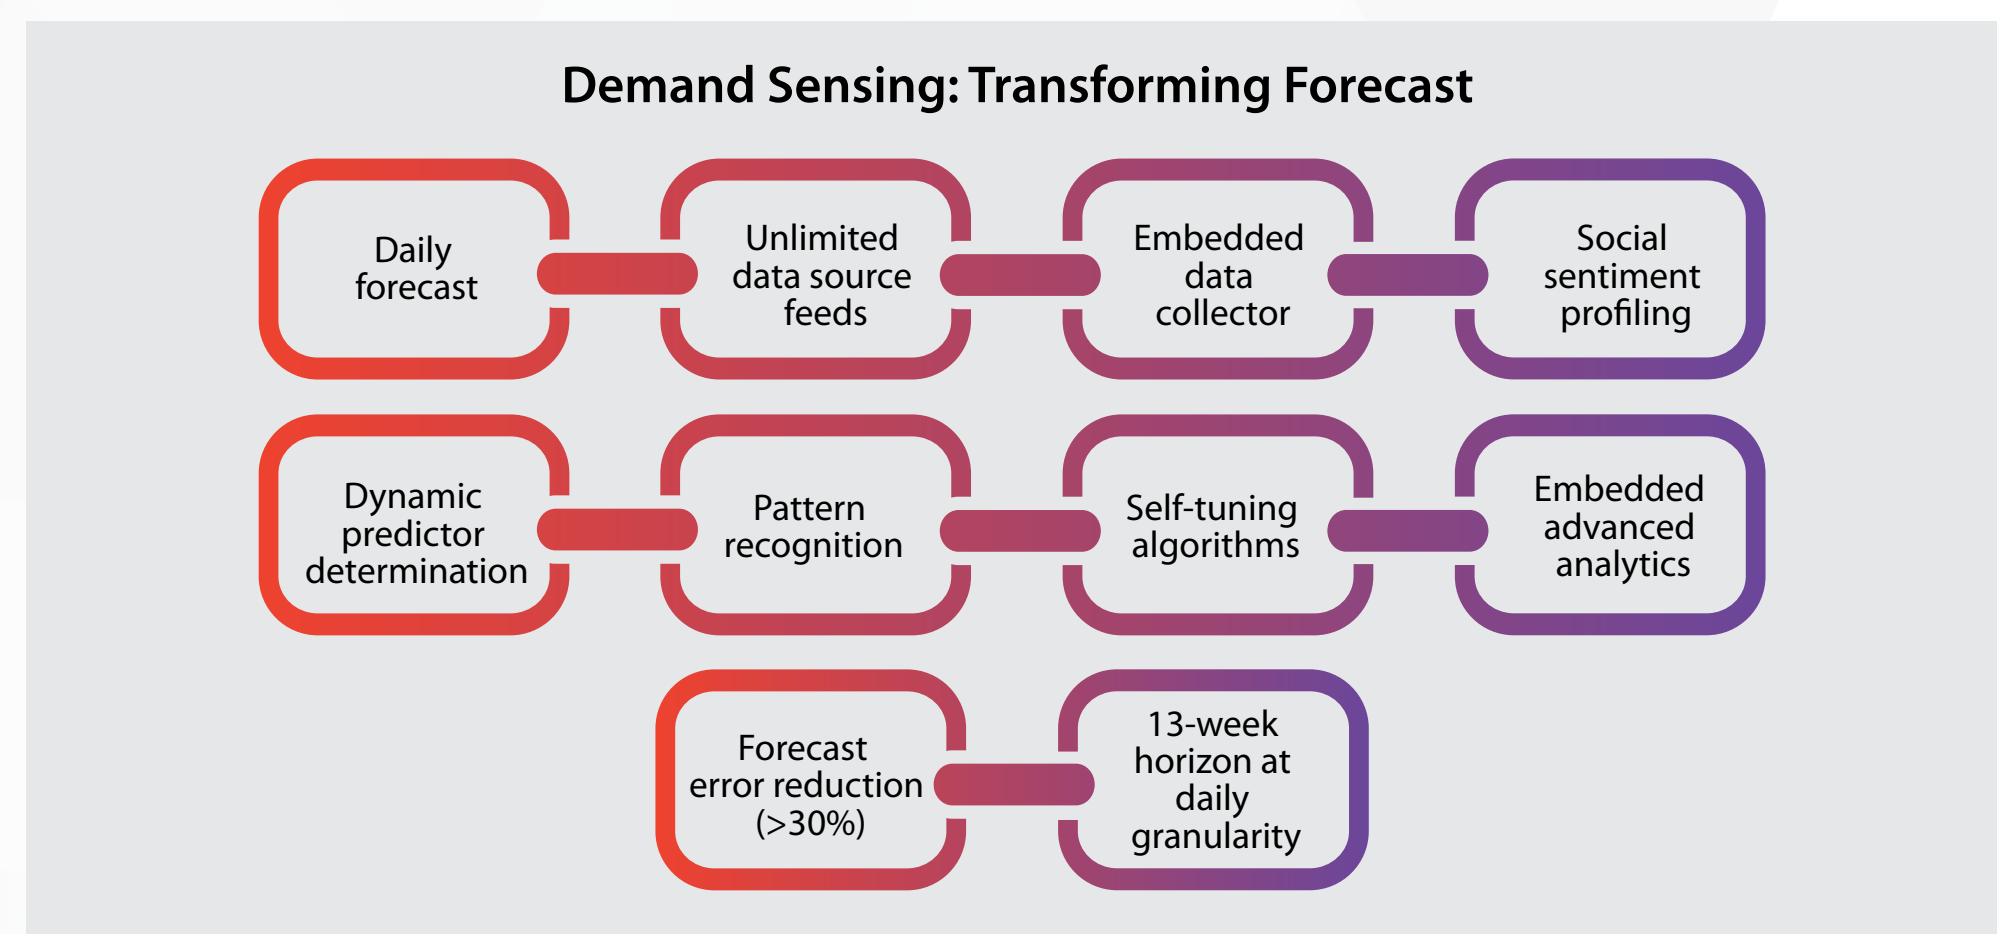 Demand Sensing: Transforming Forecast
Daily
forecast
Unlimited
data source
feeds
Embedded
data
collector
Social
sentiment
profiling
Dynamic
predictor
determination
Pattern
recognition
Self-tuning
algorithms
Embedded
advanced
analytics
Forecast
error reduction
(>30%)
13-week
horizon at
daily
granularity